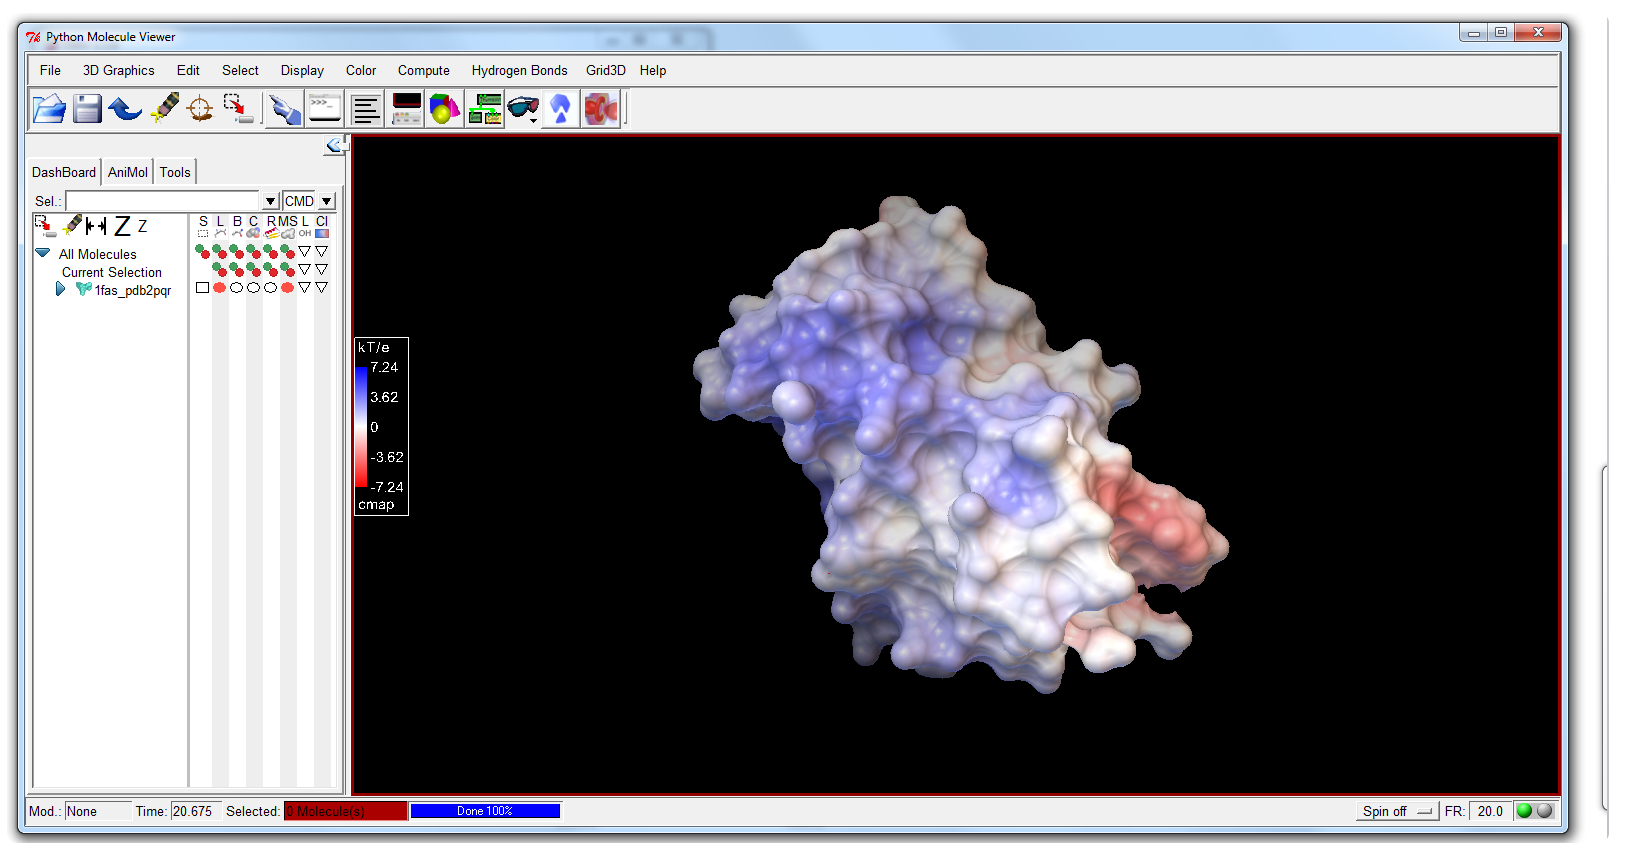 Python Molecule Viewer
File 3D Graphics Edit Select Display Color Compute Hydrogen Bonds Grid3D Help
>>>_
DashBoard AniMol Tools
Sel.: CMD
Z Z S L B C R MS L Cl
OH
All Molecules
Current Selection
1fas_pdb2pqr
kT/e
7.24
3.62
0
-3.62
-7.24
cmap
Mod.: None Time: 20.675 Selected: 0 Molecule(s) Done 100% Spin off FR: 20.0